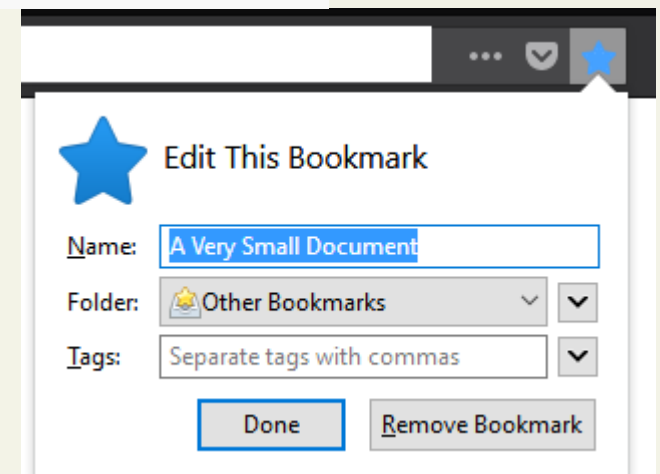 Edit This Bookmark
Name: A Very Small Document
Folder: Other Bookmarks
Tags: Separate tags with commas
Done Remove Bookmark